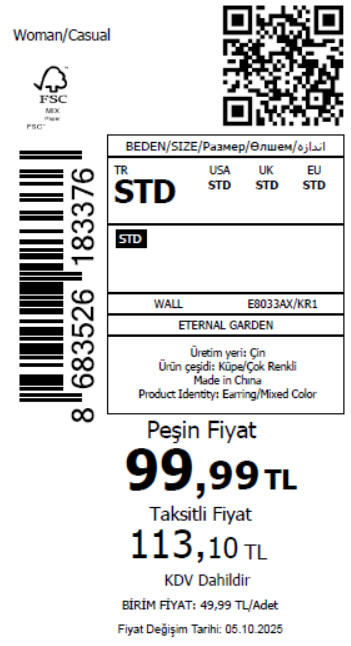 Woman/Casual
FSC
MIX
Paper
FSC™
BEDEN/SIZE/Размер/Өлшем/اندازه
TR USA UK EU
STD STD STD STD
STD
WALL E8033AX/KR1
ETERNAL GARDEN
Üretim yeri: Çin
Ürün çeşidi: Küpe/Çok Renkli
Made in China
Product Identity: Earring/Mixed Color
8 683526 183376
Peşin Fiyat
99,99 TL
Taksitli Fiyat
113,10 TL
KDV Dahildir
BİRİM FİYAT: 49,99 TL/Adet
Fiyat Değişim Tarihi: 05.10.2025